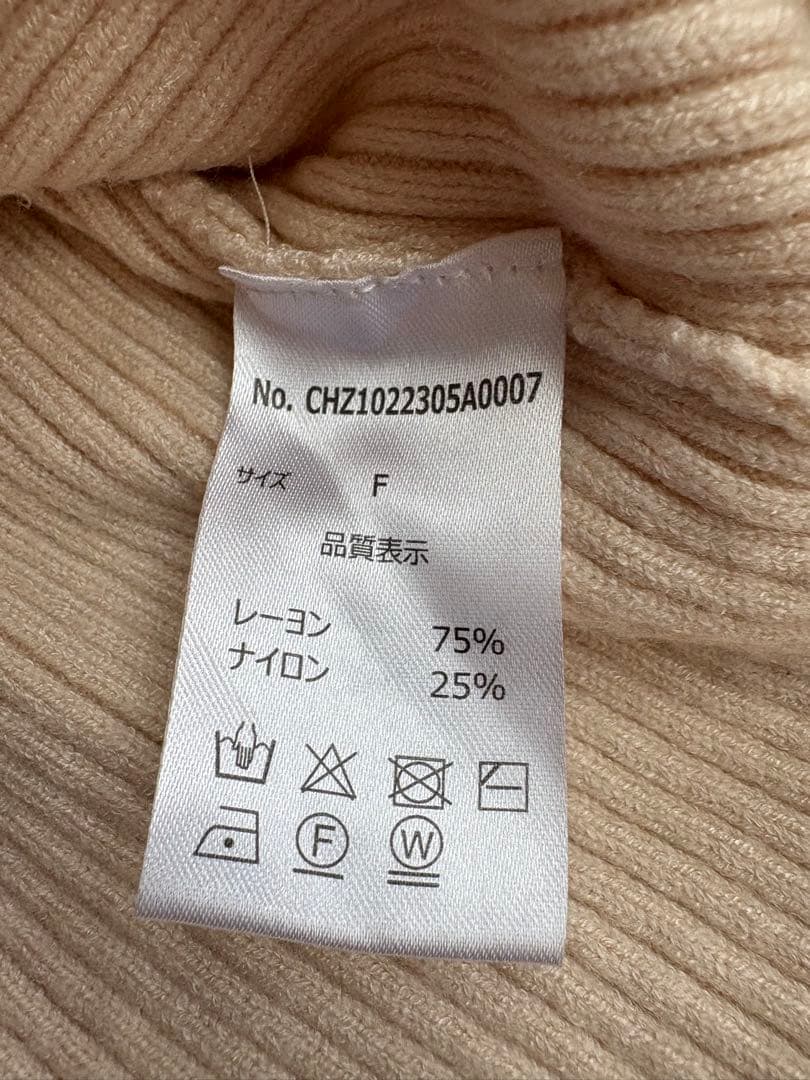 No. CHZ1022305A0007
サイズ F
品質表示
レーヨン 75%
ナイロン 25%
F W